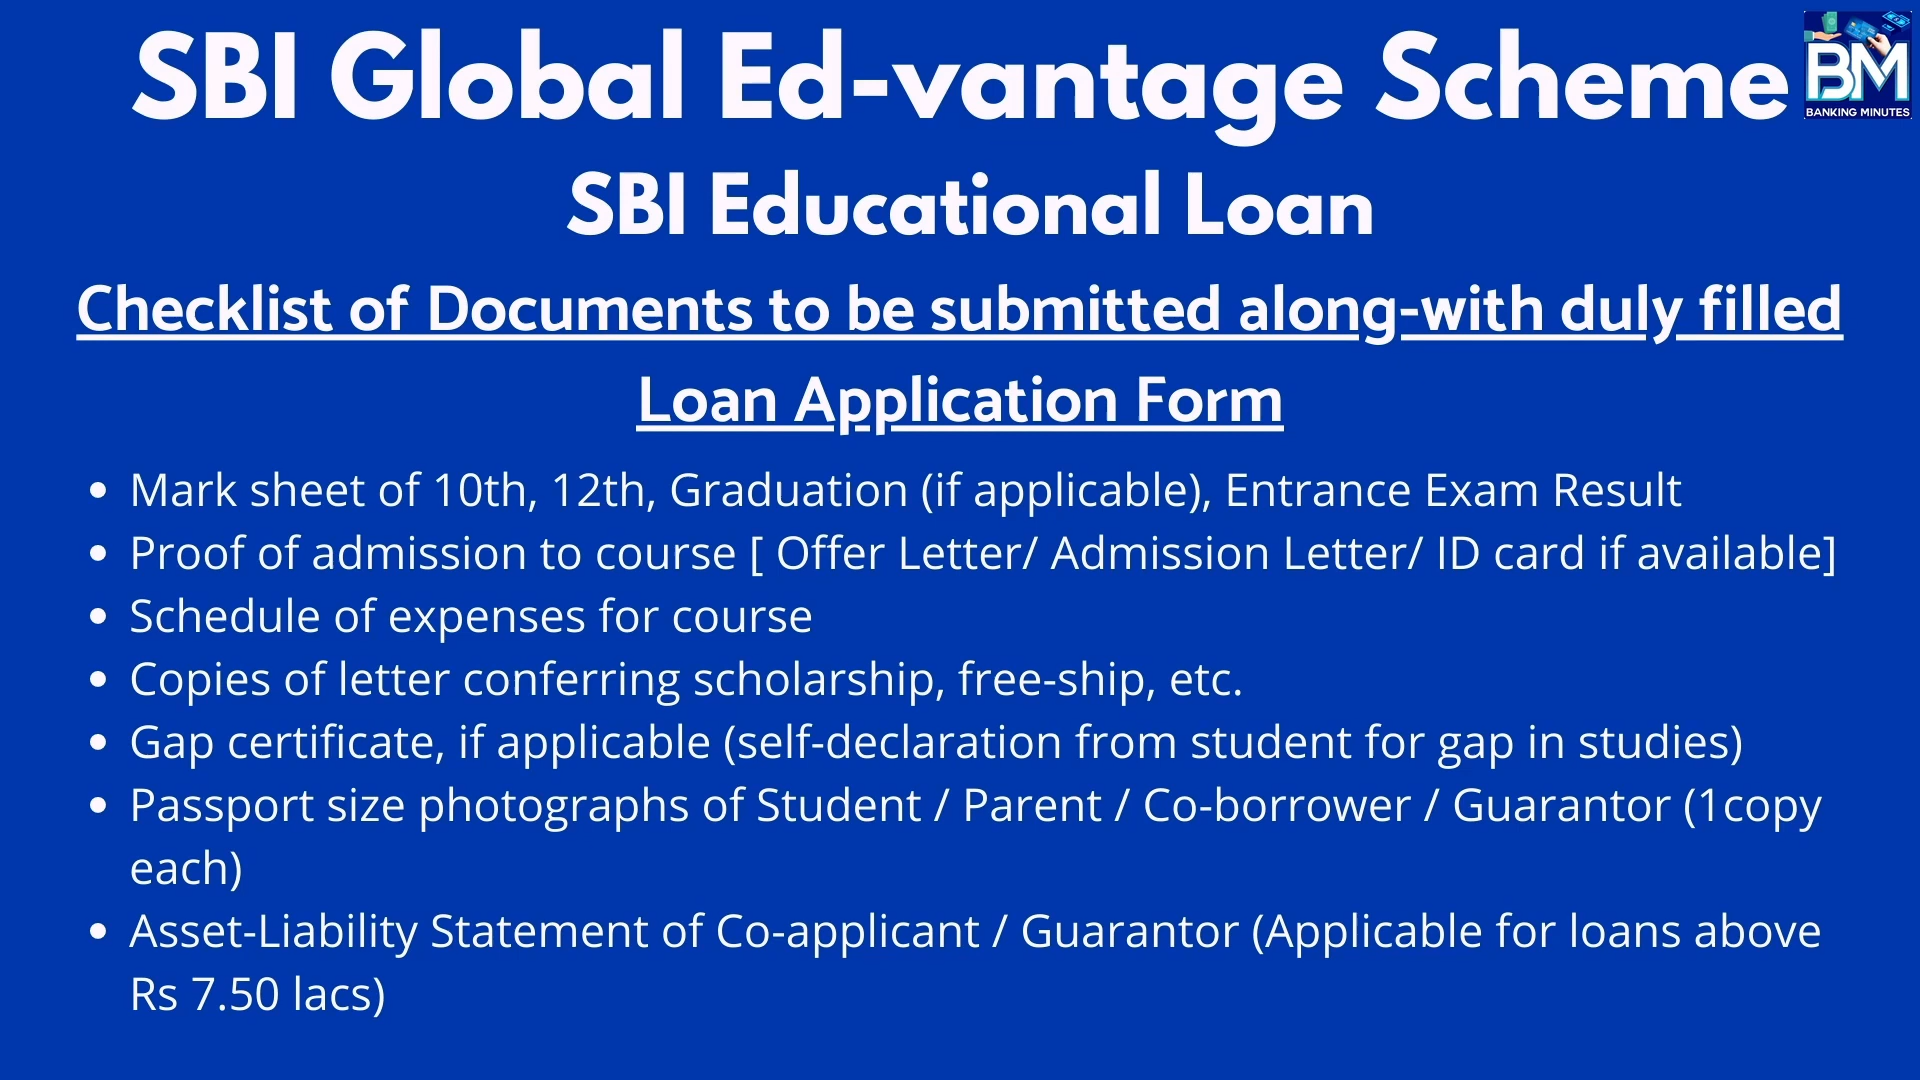 SBI Global Ed-vantage Scheme
BM
BANKING MINUTES
SBI Educational Loan
Checklist of Documents to be submitted along-with duly filled
Loan Application Form
• Mark sheet of 10th, 12th, Graduation (if applicable), Entrance Exam Result
• Proof of admission to course [ Offer Letter/ Admission Letter/ ID card if available]
• Schedule of expenses for course
• Copies of letter conferring scholarship, free-ship, etc.
• Gap certificate, if applicable (self-declaration from student for gap in studies)
• Passport size photographs of Student / Parent / Co-borrower / Guarantor (1copy
each)
• Asset-Liability Statement of Co-applicant / Guarantor (Applicable for loans above
Rs 7.50 lacs)